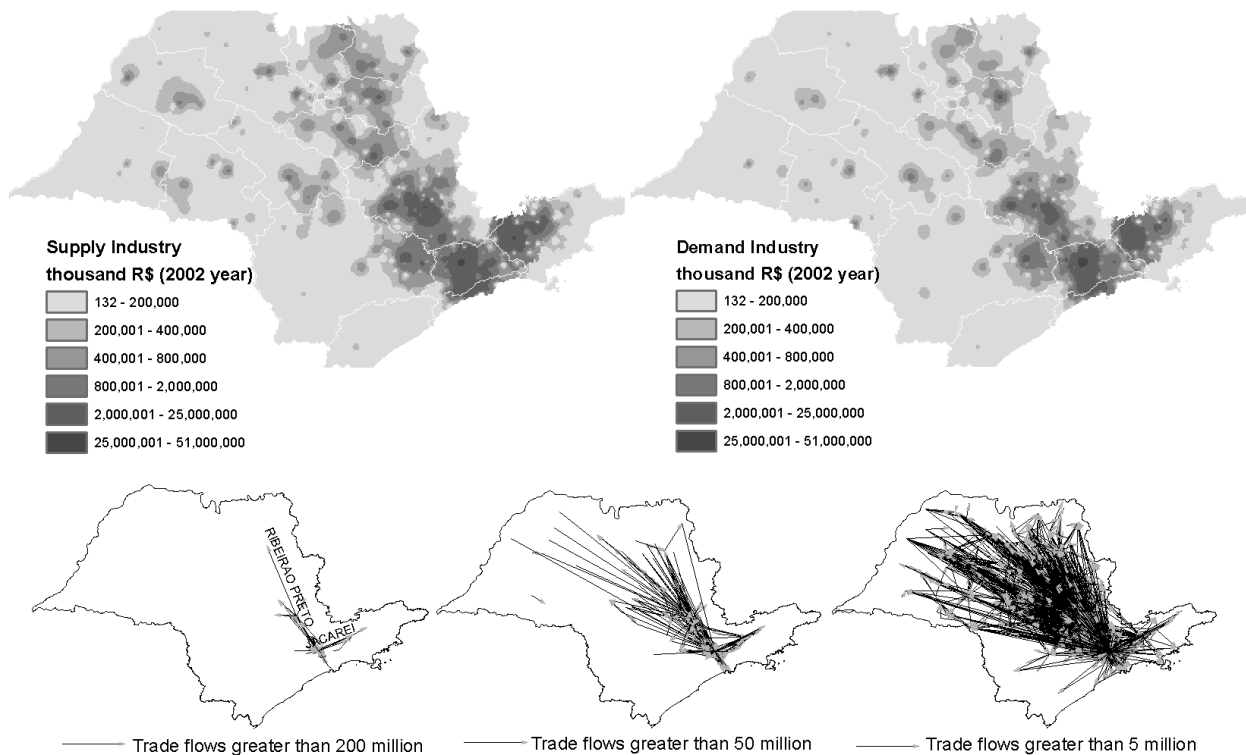 Supply Industry
thousand R$ (2002 year)
132 - 200,000
200,001 - 400,000
400,001 - 800,000
800,001 - 2,000,000
2,000,001 - 25,000,000
25,000,001 - 51,000,000
Demand Industry
thousand R$ (2002 year)
132 - 200,000
200,001 - 400,000
400,001 - 800,000
800,001 - 2,000,000
2,000,001 - 25,000,000
25,000,001 - 51,000,000
RIBEIRAO PRETO
ACAREI
Trade flows greater than 200 million
Trade flows greater than 50 million
Trade flows greater than 5 million